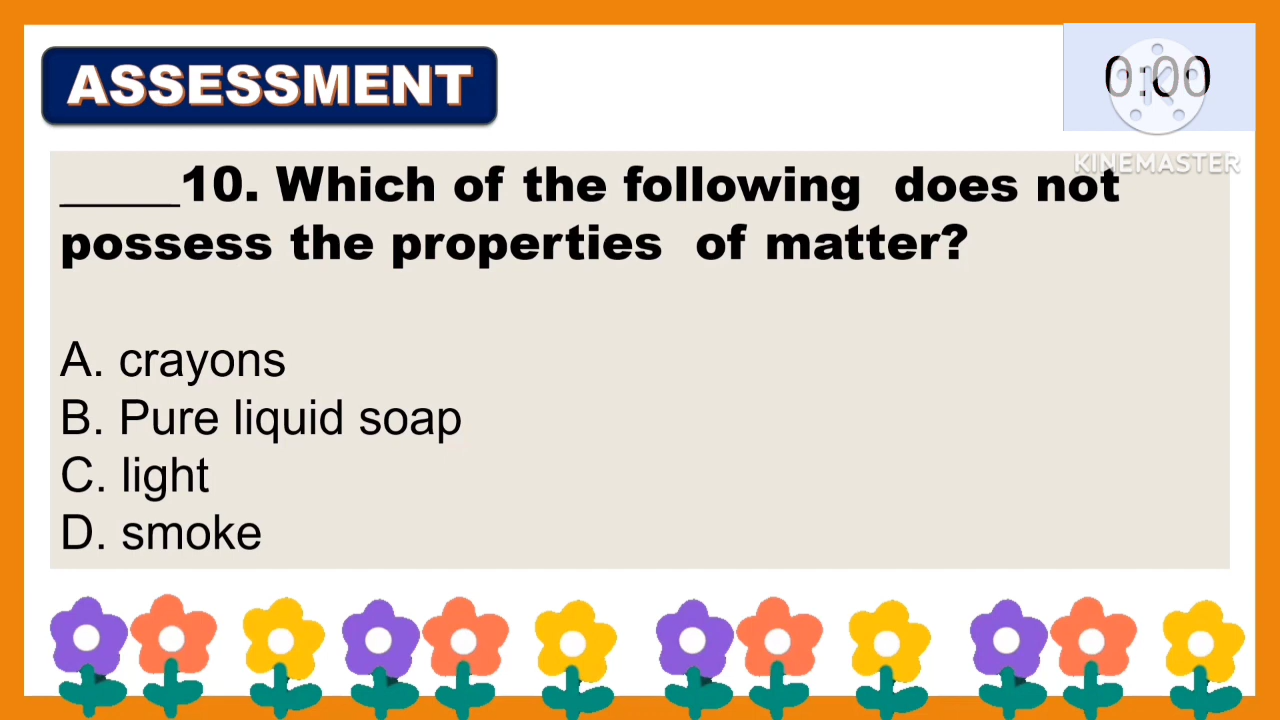 ASSESSMENT
0:00
KINEMASTER
_____10. Which of the following does not
possess the properties of matter?
A. crayons
B. Pure liquid soap
C. light
D. smoke